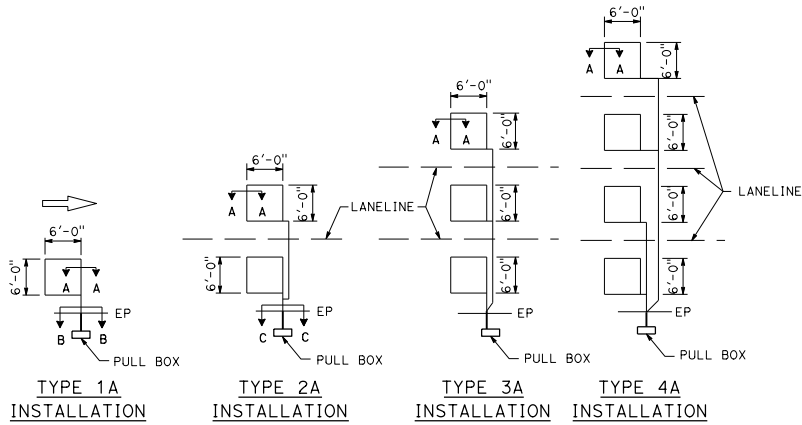 6'-0"
6'-0"
A A
EP
B B
PULL BOX
TYPE 1A
INSTALLATION
6'-0"
A A
6'-0"
LANELINE
6'-0"
EP
C C
PULL BOX
TYPE 2A
INSTALLATION
6'-0"
A A
6'-0"
6'-0"
6'-0"
EP
PULL BOX
TYPE 3A
INSTALLATION
6'-0"
A A
6'-0"
6'-0"
6'-0"
LANELINE
6'-0"
EP
PULL BOX
TYPE 4A
INSTALLATION